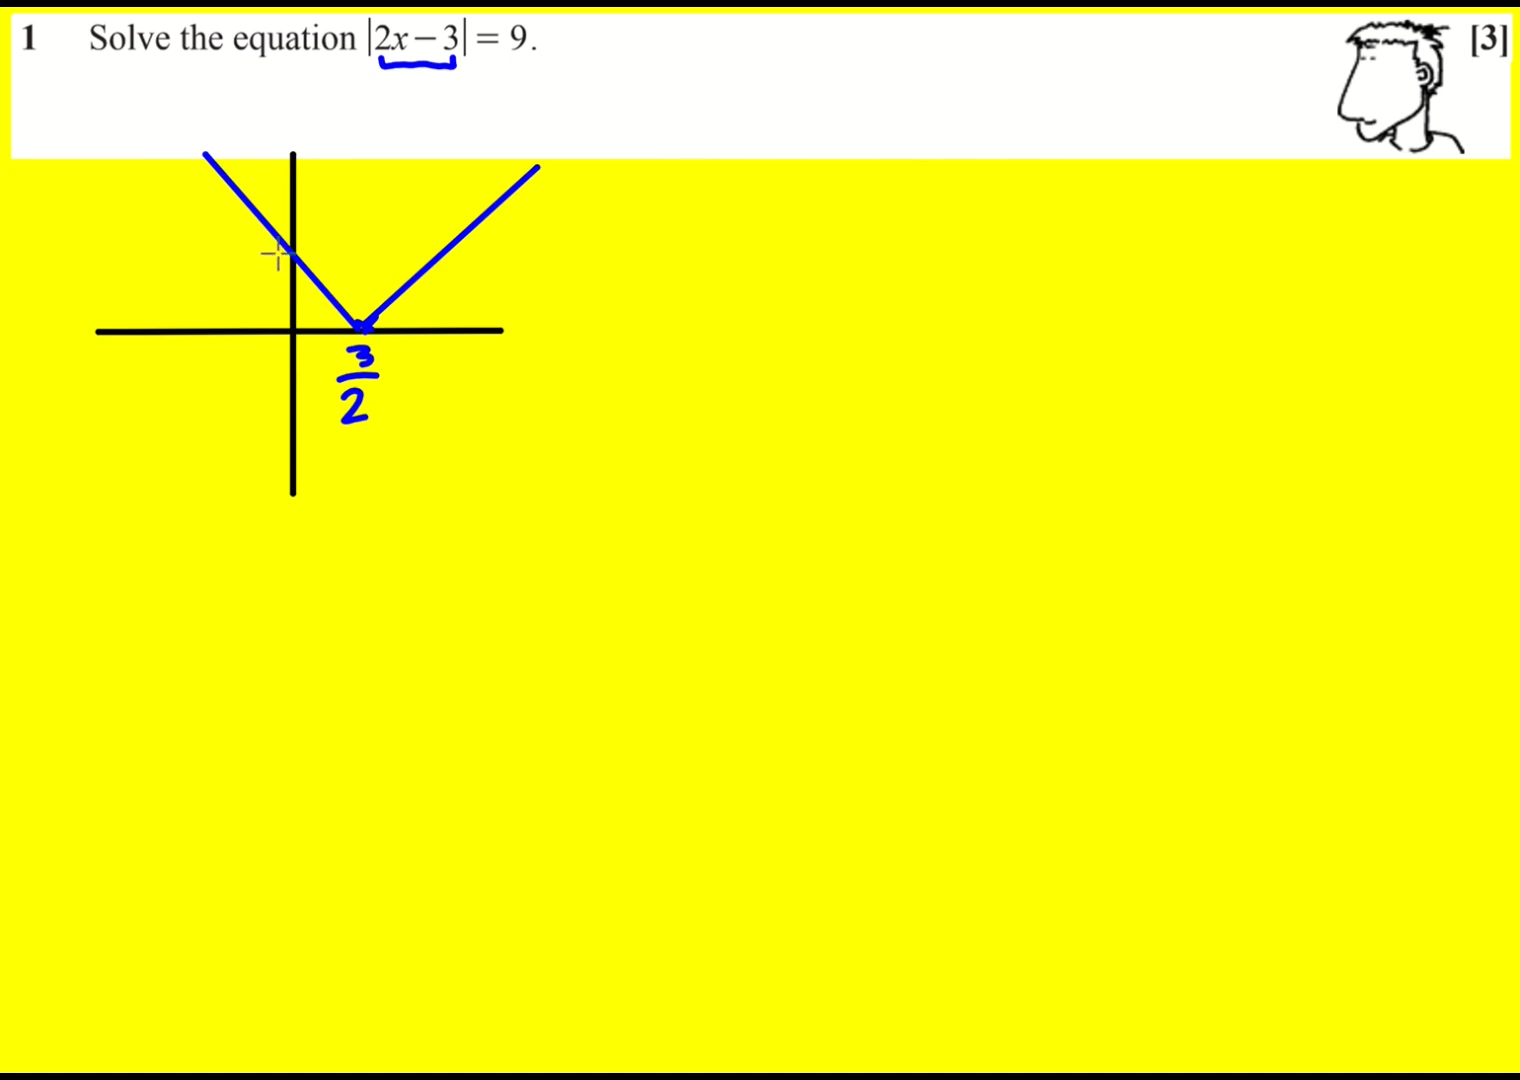 1 Solve the equation |2x − 3| = 9. [3]
3
2